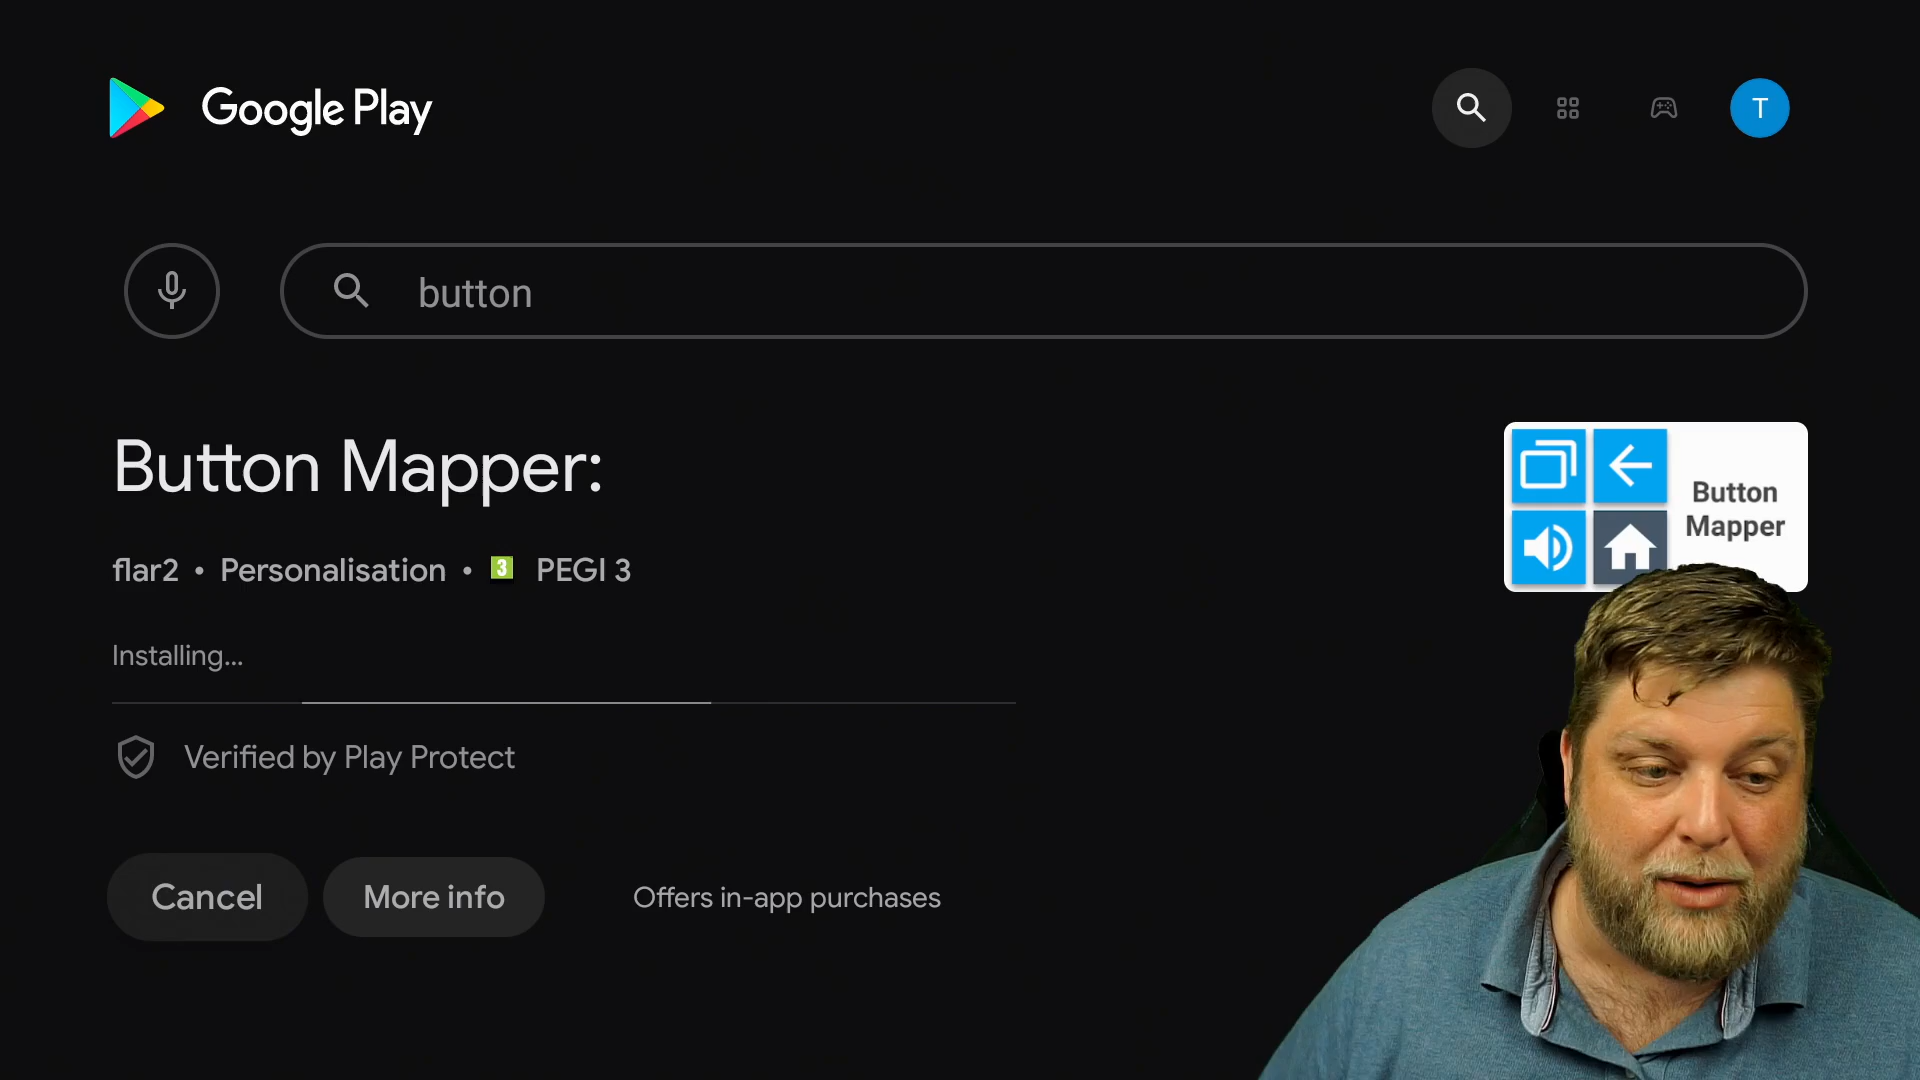 Google Play
T
button
Button Mapper:
Button
Mapper
flar2 • Personalisation • 3 PEGI 3
Installing...
Verified by Play Protect
Cancel
More info
Offers in-app purchases